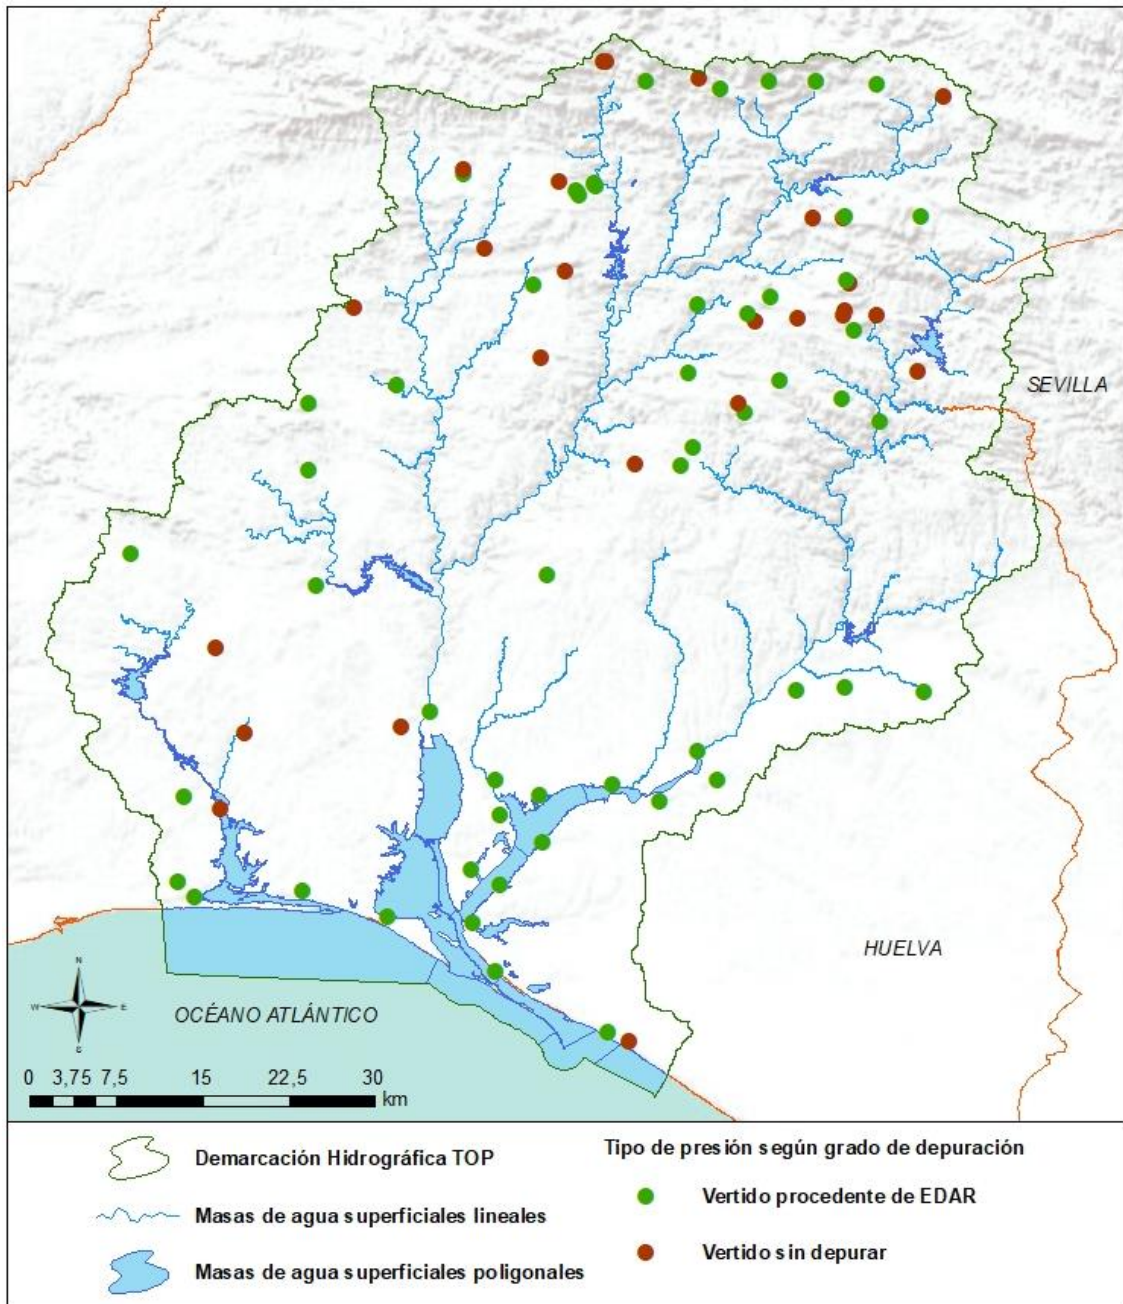 SEVILLA
HUELVA
OCÉANO ATLÁNTICO
N
W
E
S
0 3,75 7,5 15 22,5 30
km
Demarcación Hidrográfica TOP
Masas de agua superficiales lineales
Masas de agua superficiales poligonales
Tipo de presión según grado de depuración
Vertido procedente de EDAR
Vertido sin depurar